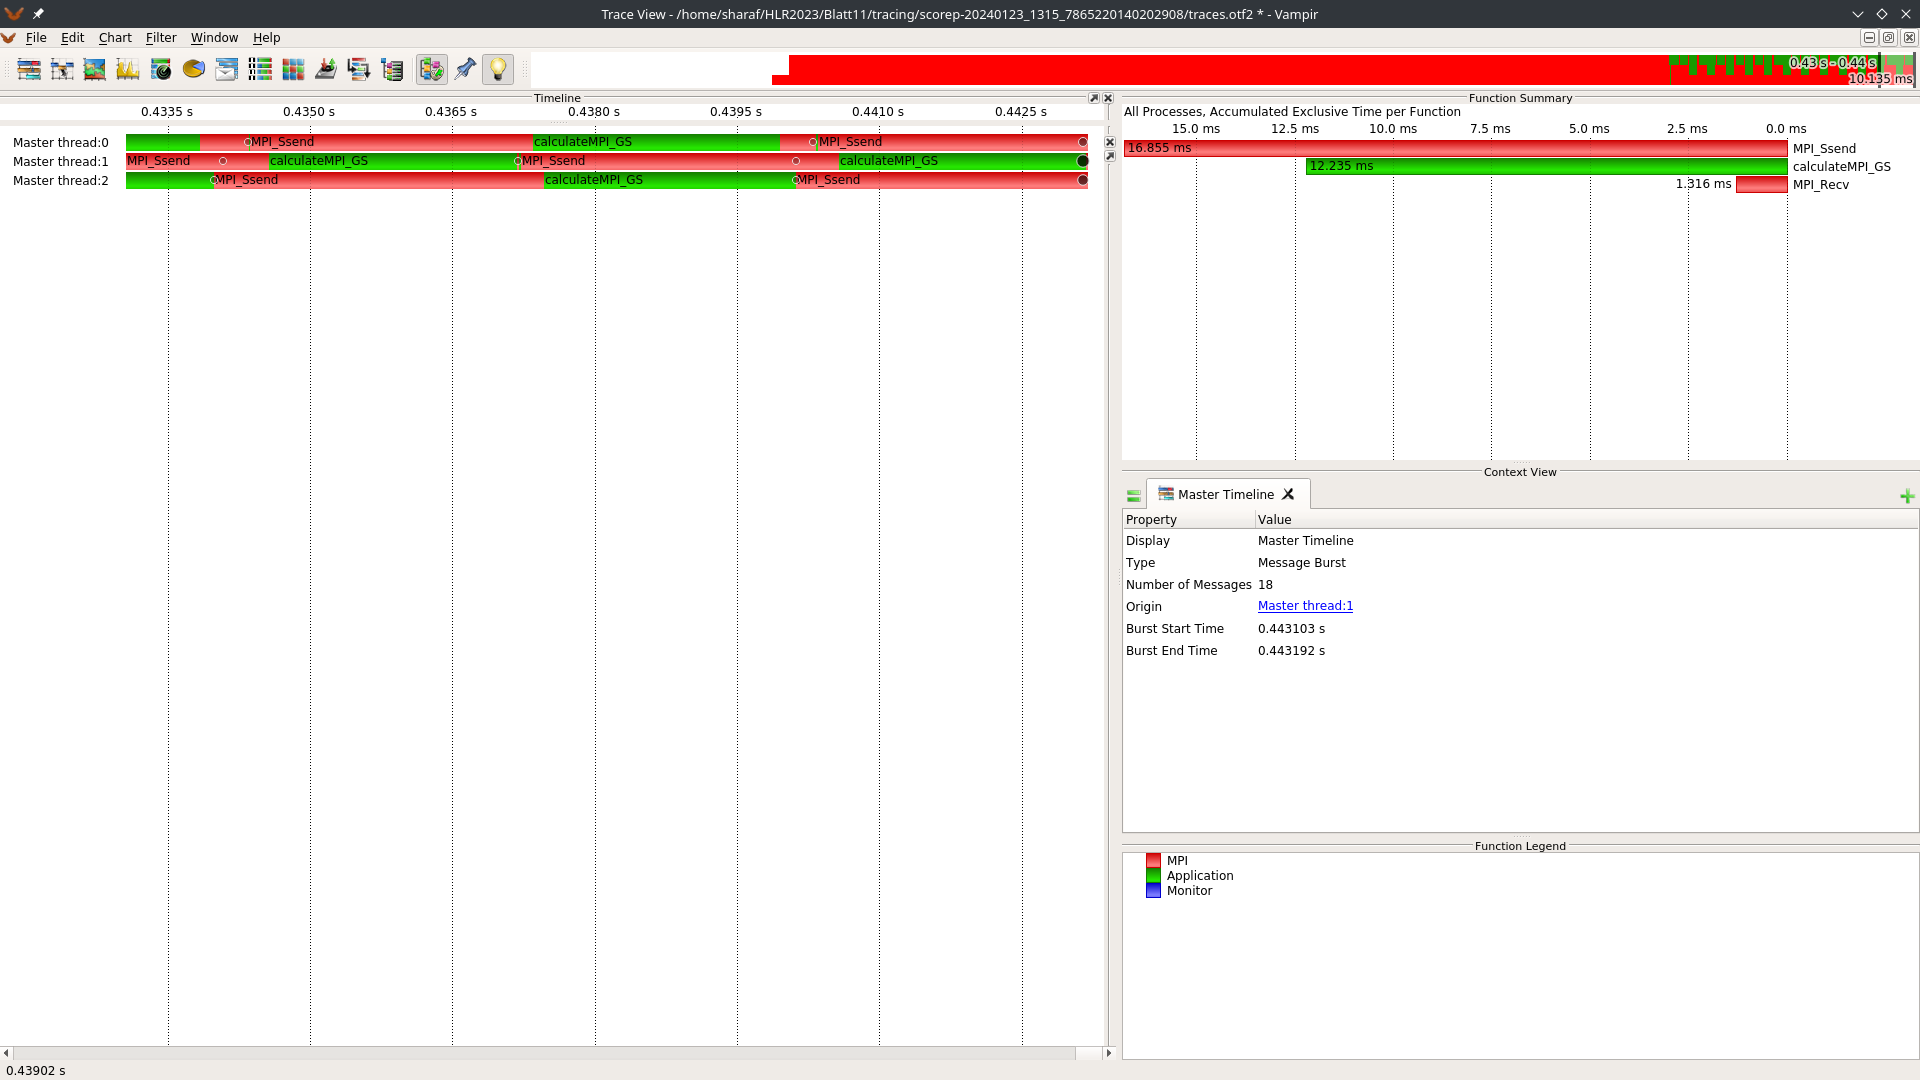 Trace View - /home/sharaf/HLR2023/Blatt11/tracing/scorep-20240123_1315_7865220140202908/traces.otf2 * - Vampir
File Edit Chart Filter Window Help
0.43 s - 0.44 s
10.135 ms
Timeline
0.4335 s 0.4350 s 0.4365 s 0.4380 s 0.4395 s 0.4410 s 0.4425 s
Master thread:0 MPI_Ssend calculateMPI_GS MPI_Ssend
Master thread:1 MPI_Ssend calculateMPI_GS MPI_Ssend calculateMPI_GS
Master thread:2 MPI_Ssend calculateMPI_GS MPI_Ssend
Function Summary
All Processes, Accumulated Exclusive Time per Function
15.0 ms 12.5 ms 10.0 ms 7.5 ms 5.0 ms 2.5 ms 0.0 ms
16.855 ms MPI_Ssend
12.235 ms calculateMPI_GS
1.316 ms MPI_Recv
Context View
Master Timeline
Property Value
Display Master Timeline
Type Message Burst
Number of Messages 18
Origin Master thread:1
Burst Start Time 0.443103 s
Burst End Time 0.443192 s
Function Legend
MPI
Application
Monitor
0.43902 s